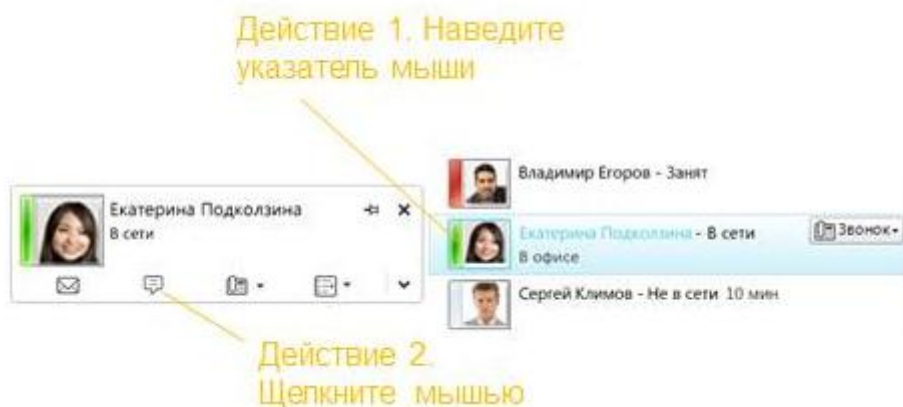 Действие 1. Наведите
указатель мыши
Екатерина Подколзина
В сети
Владимир Егоров - Занят
Екатерина Подколзина - В сети
Звонок
В офисе
Сергей Климов - Не в сети 10 мин
Действие 2.
Щелкните мышью